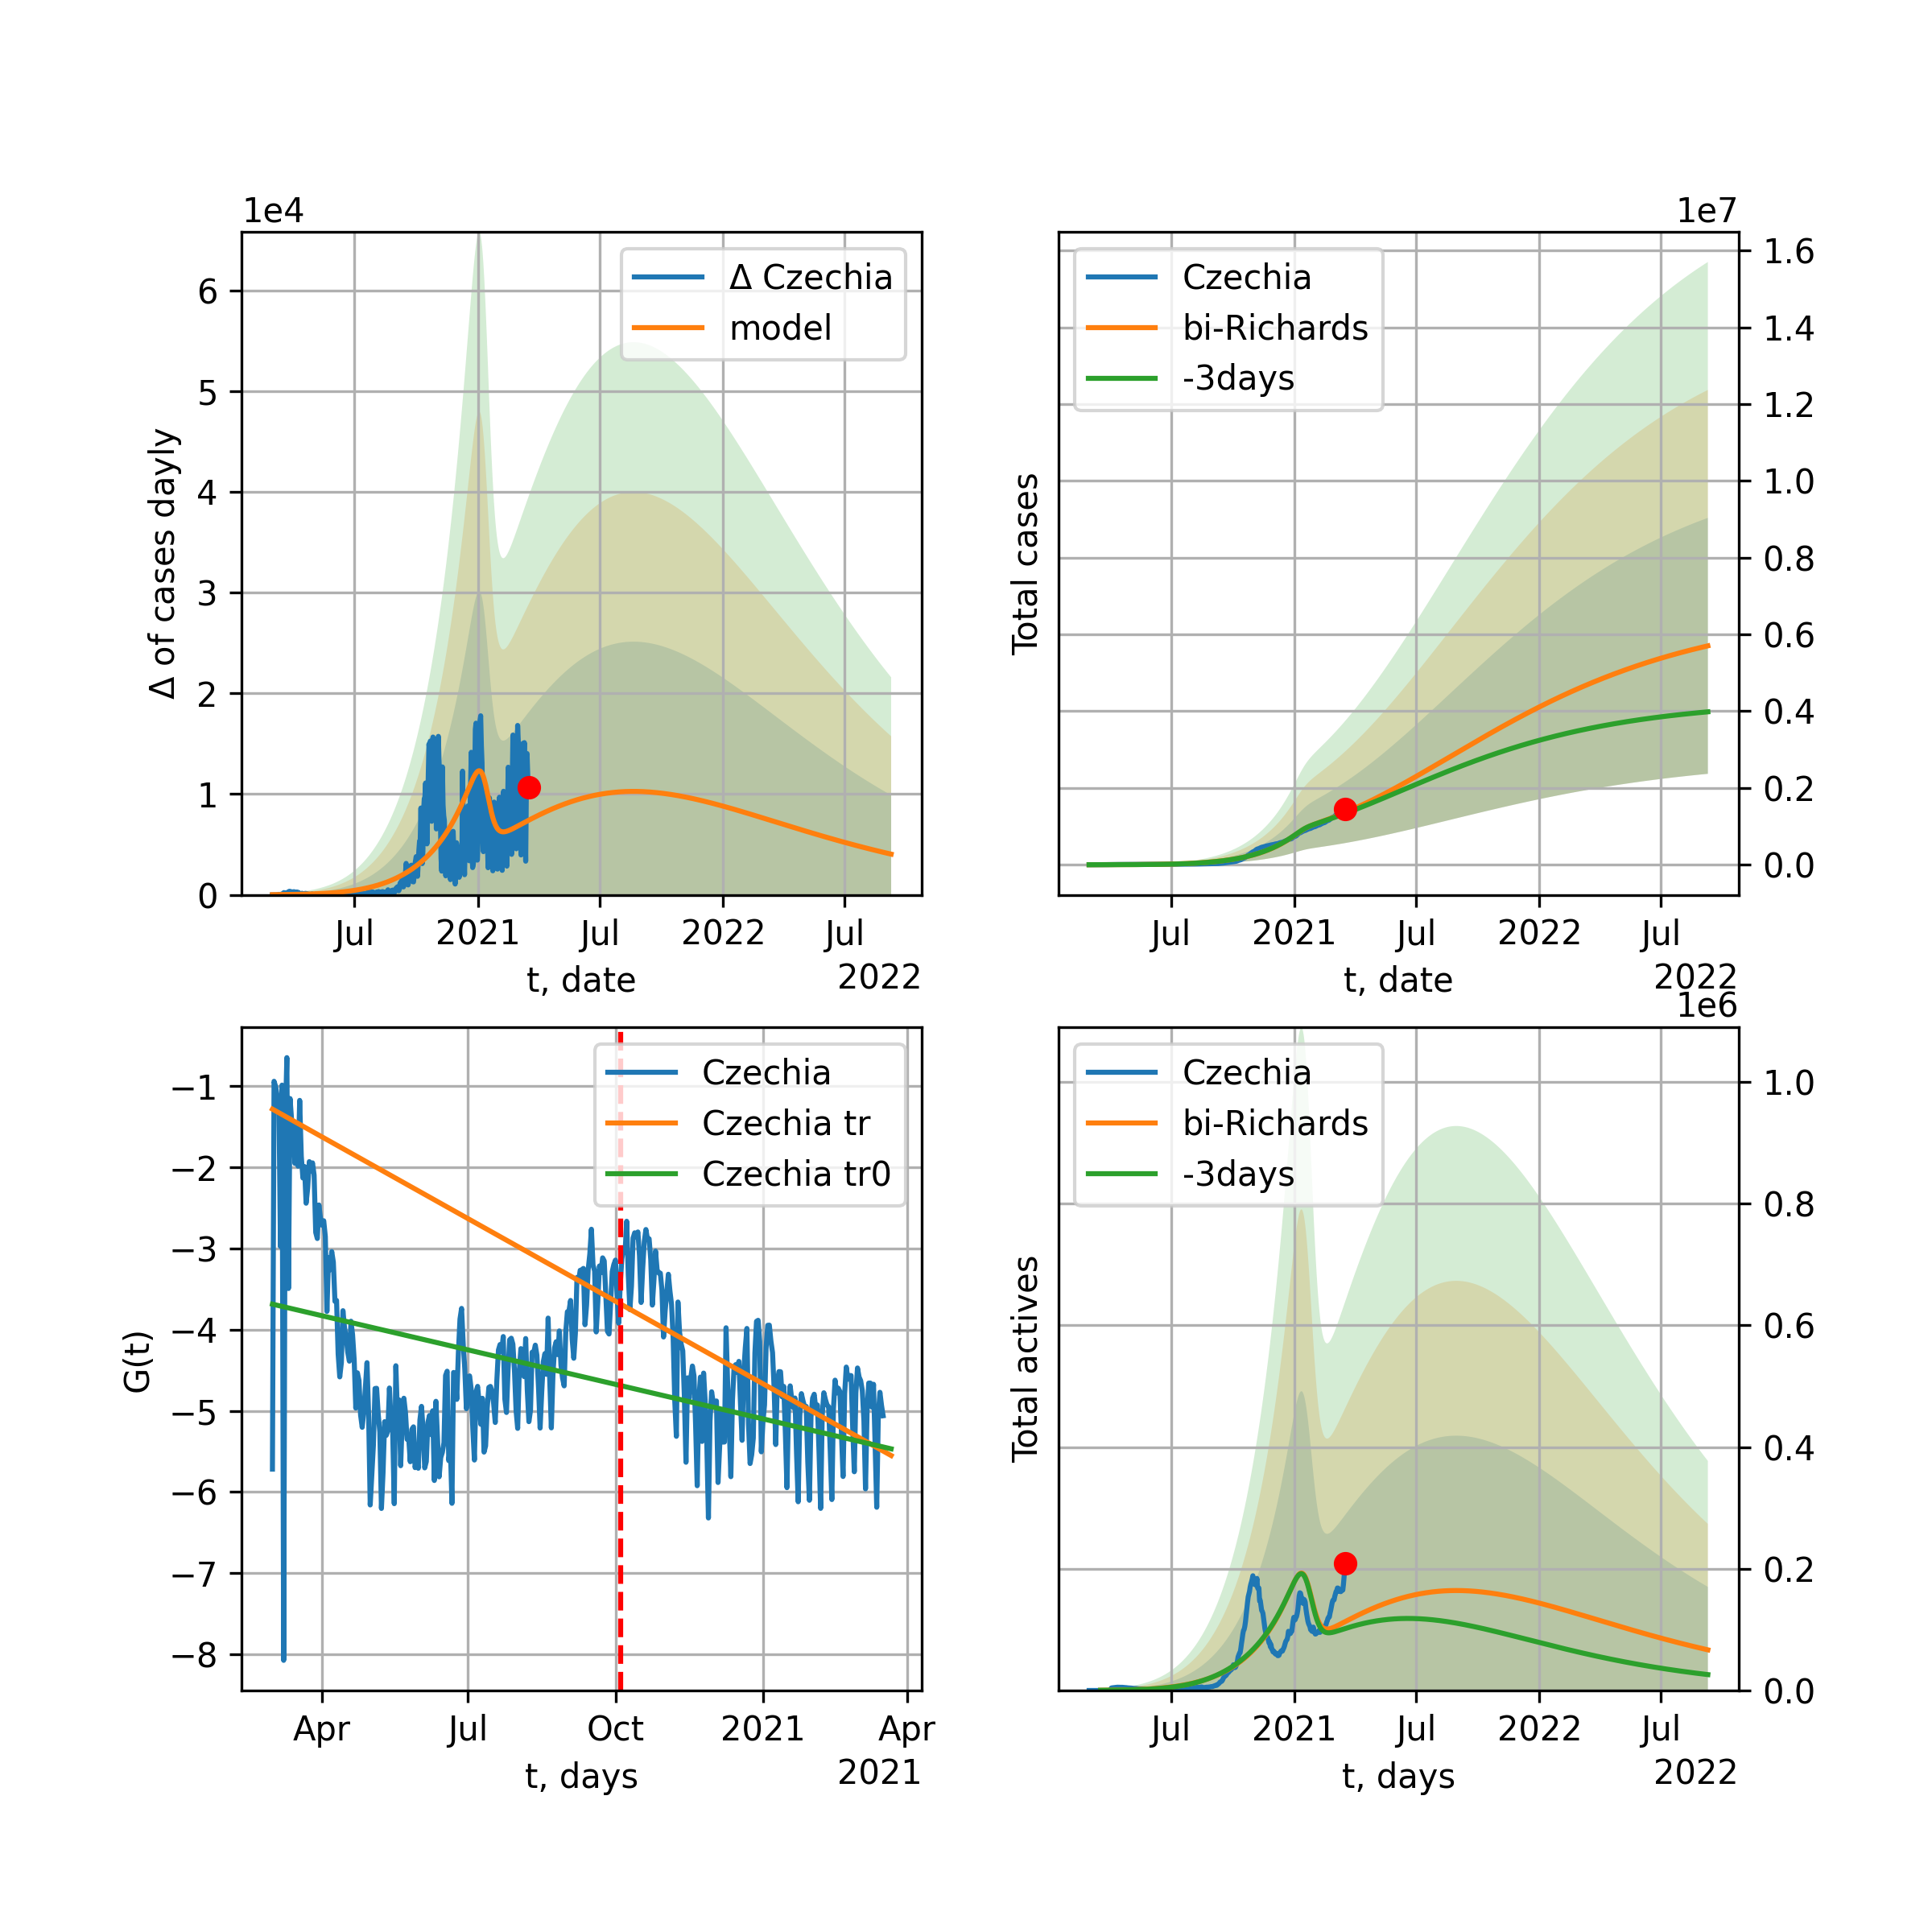 1e4
6
5
4
3
2
1
0
Δ of cases dayly
Δ Czechia
model
Jul
2021
Jul
2022
Jul
t, date
2022
1e7
1.6
1.4
1.2
1.0
0.8
0.6
0.4
0.2
0.0
Total cases
Czechia
bi-Richards
-3days
Jul
2021
Jul
2022
Jul
t, date
2022
−1
−2
−3
−4
−5
−6
−7
−8
G(t)
Czechia
Czechia tr
Czechia tr0
Apr
Jul
Oct
2021
Apr
t, days
2021
1e6
1.0
0.8
0.6
0.4
0.2
0.0
Total actives
Czechia
bi-Richards
-3days
Jul
2021
Jul
2022
Jul
t, days
2022